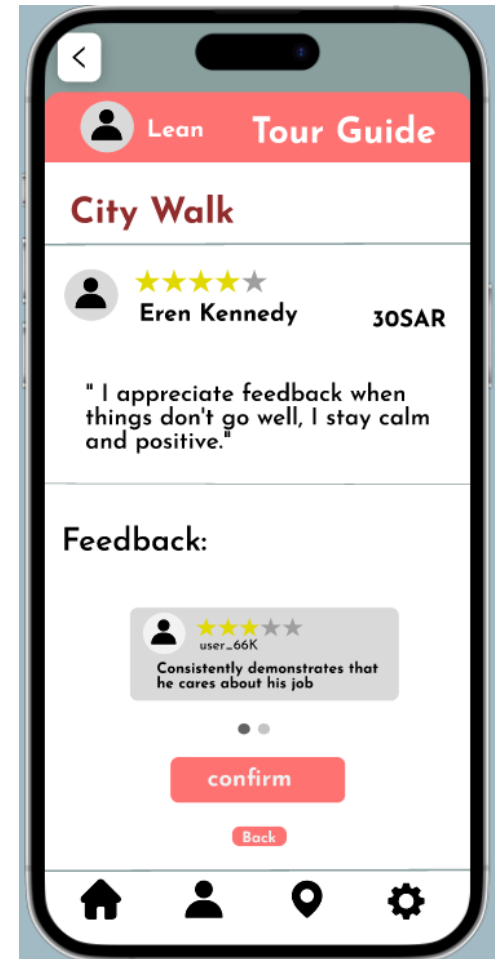 Lean Tour Guide
City Walk
Eren Kennedy
30SAR
" I appreciate feedback when
things don't go well, I stay calm
and positive."
Feedback:
user_66K
Consistently demonstrates that
he cares about his job
confirm
Back